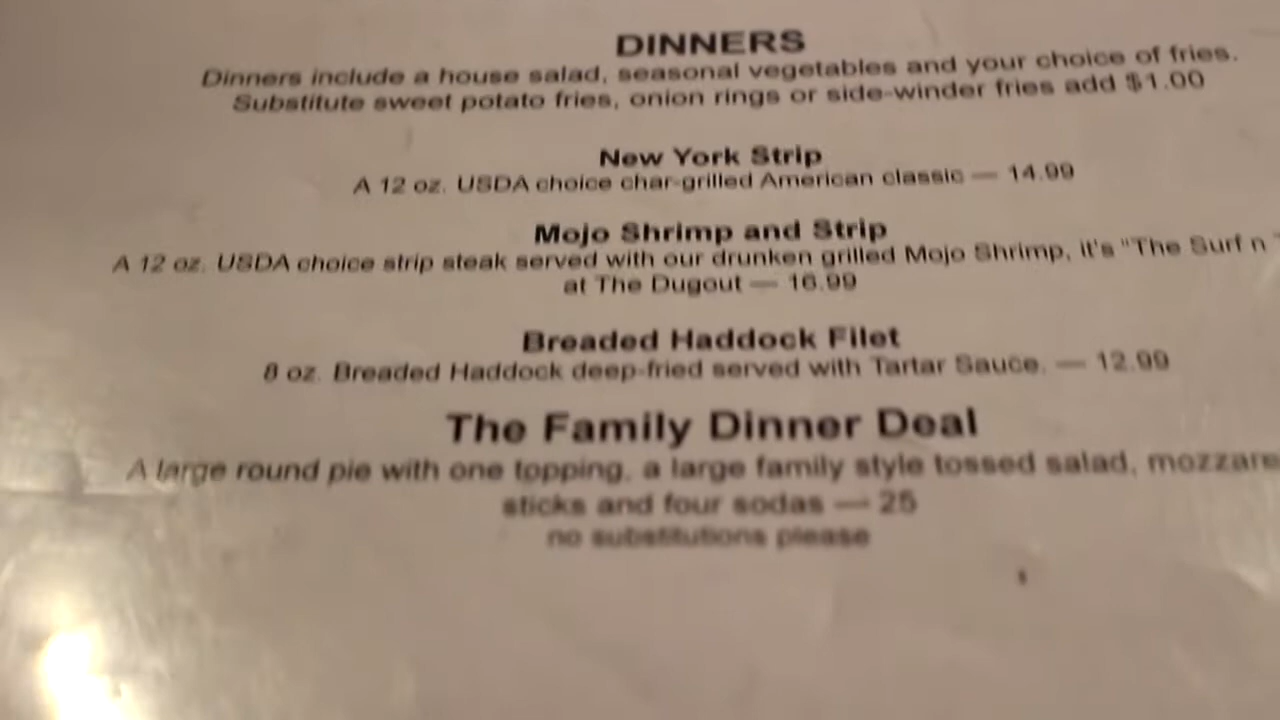 DINNERS
Dinners include a house salad, seasonal vegetables and your choice of fries.
Substitute sweet potato fries, onion rings or side-winder fries add $1.00
New York Strip
A 12 oz. USDA choice char-grilled American classic — 14.99
Mojo Shrimp and Strip
A 12 oz. USDA choice strip steak served with our drunken grilled Mojo Shrimp, it's "The Surf n
at The Dugout — 16.99
Breaded Haddock Filet
8 oz. Breaded Haddock deep-fried served with Tartar Sauce. — 12.99
The Family Dinner Deal
A large round pie with one topping, a large family style tossed salad, mozzare
sticks and four sodas — 25
no substitutions please